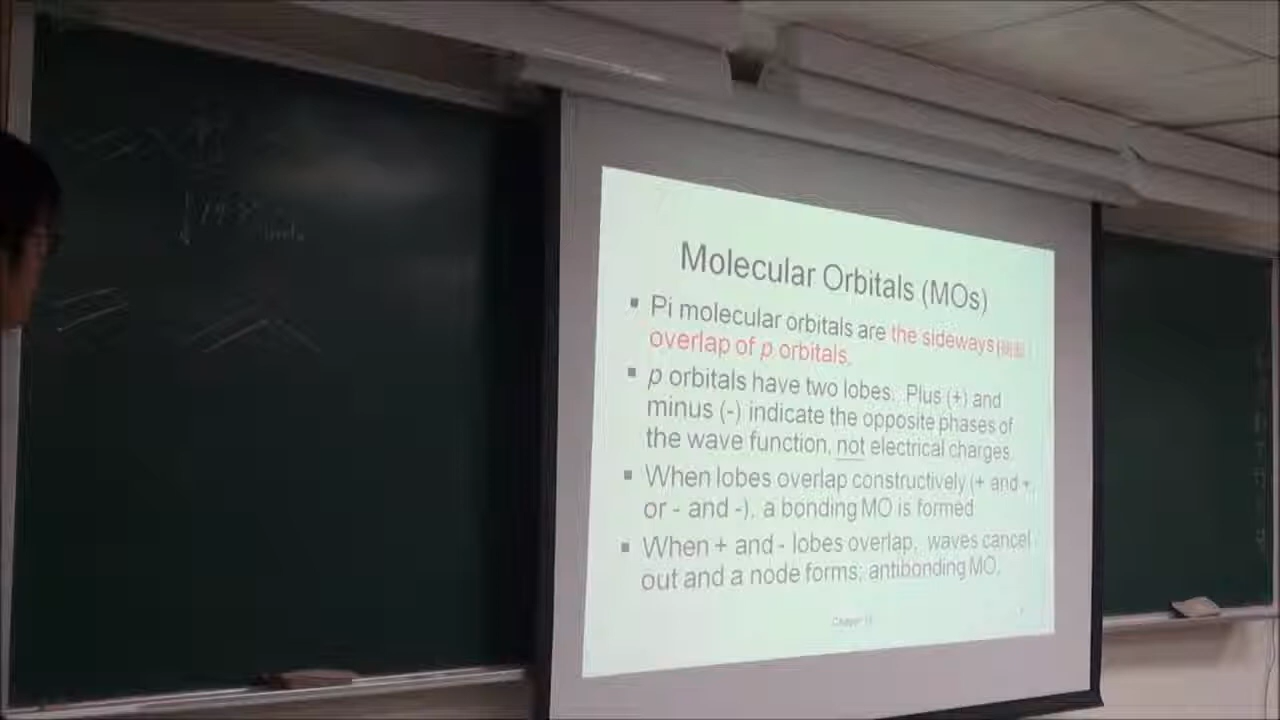 Molecular Orbitals (MOs)
▪ Pi molecular orbitals are the sideways
overlap of p orbitals.
▪ p orbitals have two lobes. Plus (+) and
minus (-) indicate the opposite phases of
the wave function, not electrical charges.
▪ When lobes overlap constructively (+ and +,
or - and -), a bonding MO is formed
▪ When + and - lobes overlap, waves cancel
out and a node forms; antibonding MO.
Chapter 15